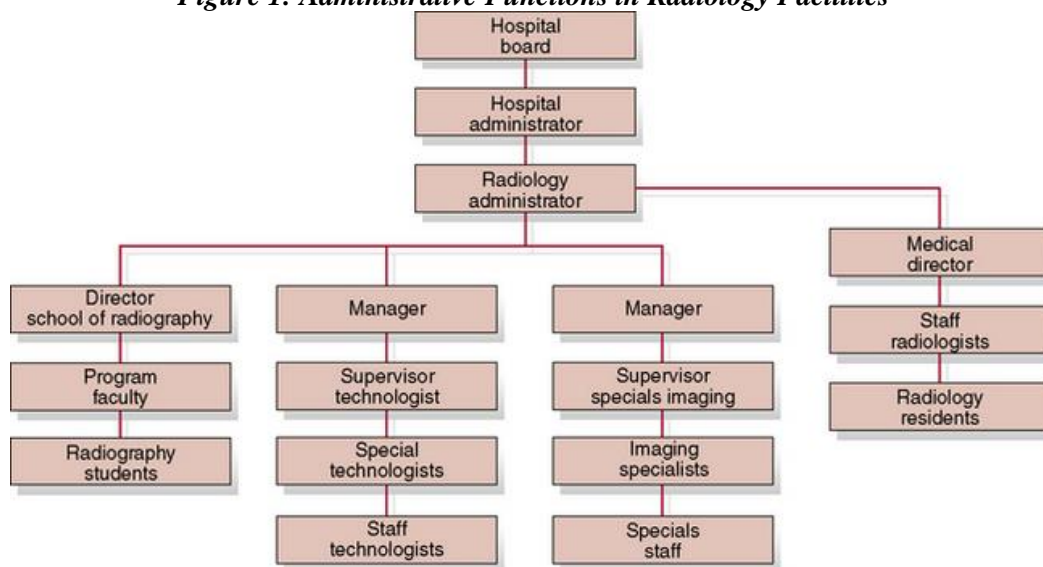 Figure 1: Administrative Functions in Radiology Facilities
Hospital
board
Hospital
administrator
Radiology
administrator
Medical
director
Staff
radiologists
Radiology
residents
Director
school of radiography
Program
faculty
Radiography
students
Manager
Supervisor
technologist
Special
technologists
Staff
technologists
Manager
Supervisor
specials imaging
Imaging
specialists
Specials
staff